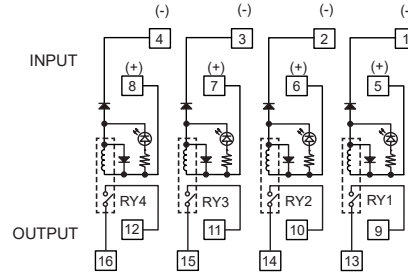 (-) (-) (-) (-)
4 3 2 1
INPUT
(+) (+) (+) (+)
8 7 6 5
RY4 RY3 RY2 RY1
12 11 10 9
OUTPUT
16 15 14 13